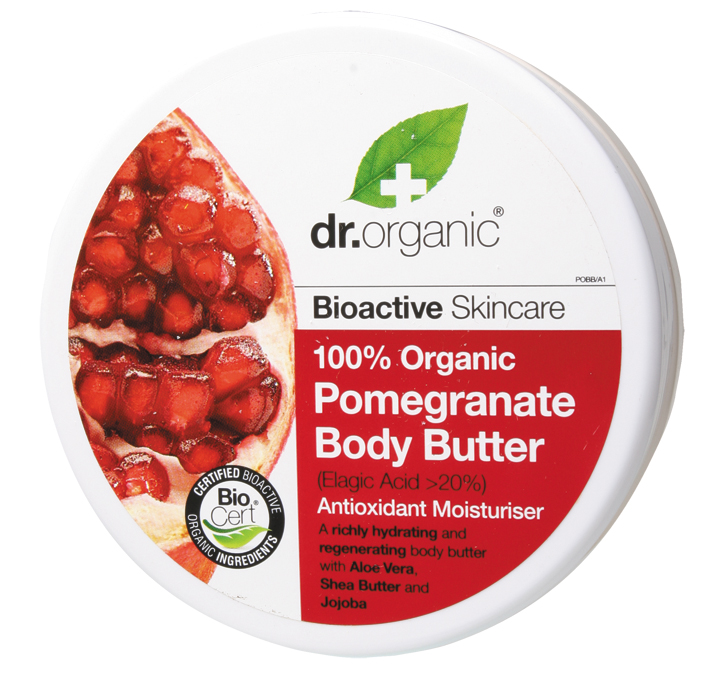 dr.organic®
POBB/A1
Bioactive Skincare
100% Organic
Pomegranate
Body Butter
(Elagic Acid >20%)
Antioxidant Moisturiser
A richly hydrating and
regenerating body butter
with Aloe Vera,
Shea Butter and
Jojoba
CERTIFIED BIOACTIVE
Bio®
Cert
ORGANIC INGREDIENTS